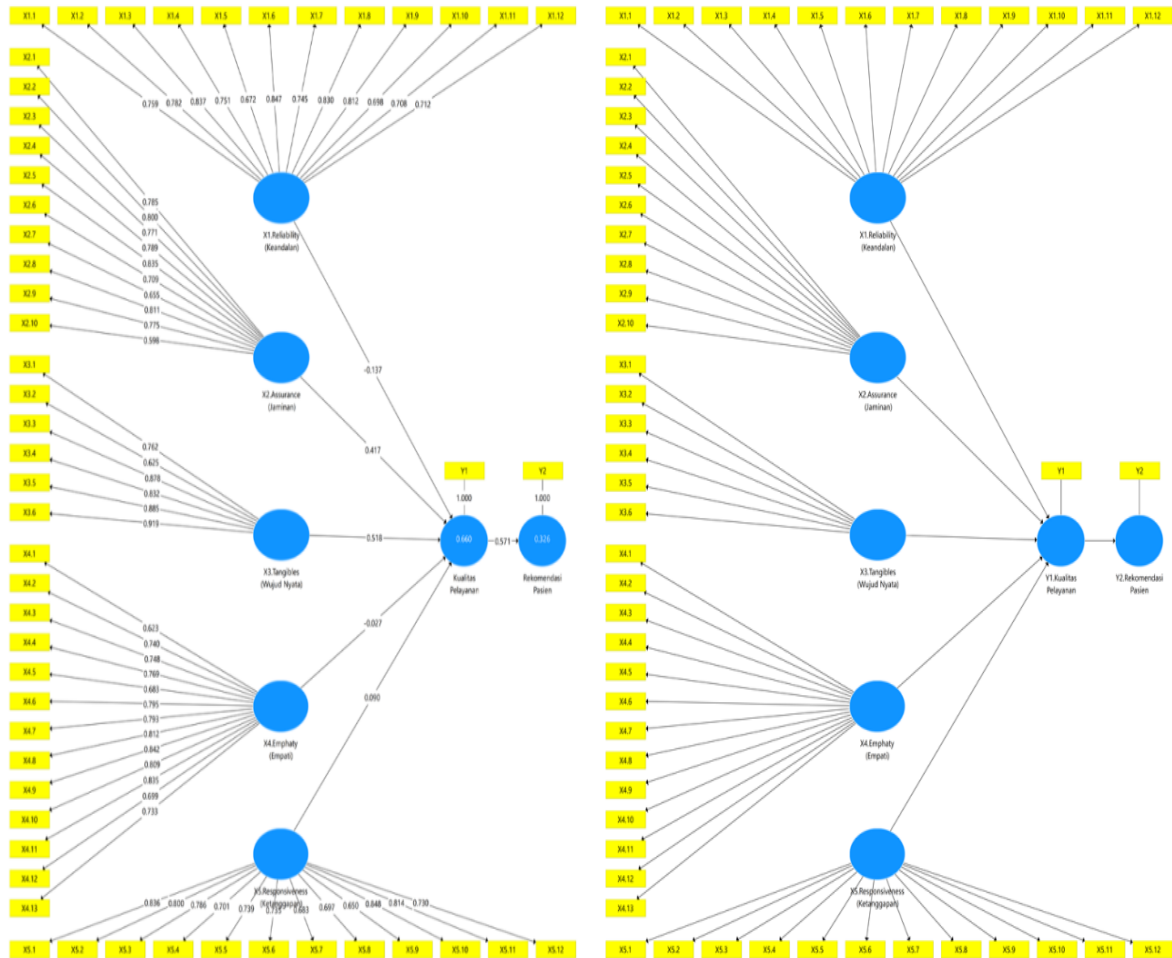 X1.1 X1.2 X1.3 X1.4 X1.5 X1.6 X1.7 X1.8 X1.9 X1.10 X1.11 X1.12
0.759 0.782 0.837 0.751 0.672 0.847 0.745 0.830 0.812 0.698 0.708 0.712
X2.1
X2.2
X2.3
X2.4
X2.5
X2.6
X2.7
X2.8
X2.9
X2.10
0.785
0.800
0.771
0.789
0.835
0.709
0.655
0.811
0.775
0.598
X1.Reliability
(Keandalan)
X2.Assurance
(Jaminan)
-0.137
0.417
X3.1
X3.2
X3.3
X3.4
X3.5
X3.6
0.762
0.625
0.878
0.832
0.885
0.919
X3.Tangibles
(Wujud Nyata)
0.518
Y1
1.000
0.660
Kualitas
Pelayanan
0.571
Y2
1.000
0.326
Rekomendasi
Pasien
X4.1
X4.2
X4.3
X4.4
X4.5
X4.6
X4.7
X4.8
X4.9
X4.10
X4.11
X4.12
X4.13
0.623
0.740
0.748
0.769
0.683
0.795
0.793
0.812
0.842
0.809
0.835
0.699
0.733
X4.Emphaty
(Empati)
-0.027
0.090
X5.Responsiveness
(Ketanggapan)
0.836 0.800 0.786 0.701 0.739 0.683 0.697 0.650 0.848 0.814 0.730
X5.1 X5.2 X5.3 X5.4 X5.5 X5.6 X5.7 X5.8 X5.9 X5.10 X5.11 X5.12
X1.1 X1.2 X1.3 X1.4 X1.5 X1.6 X1.7 X1.8 X1.9 X1.10 X1.11 X1.12
X2.1
X2.2
X2.3
X2.4
X2.5
X2.6
X2.7
X2.8
X2.9
X2.10
X1.Reliability
(Keandalan)
X2.Assurance
(Jaminan)
X3.1
X3.2
X3.3
X3.4
X3.5
X3.6
X3.Tangibles
(Wujud Nyata)
Y1
Y1.Kualitas
Pelayanan
Y2
Y2.Rekomendasi
Pasien
X4.1
X4.2
X4.3
X4.4
X4.5
X4.6
X4.7
X4.8
X4.9
X4.10
X4.11
X4.12
X4.13
X4.Emphaty
(Empati)
X5.Responsiveness
(Ketanggapan)
X5.1 X5.2 X5.3 X5.4 X5.5 X5.6 X5.7 X5.8 X5.9 X5.10 X5.11 X5.12